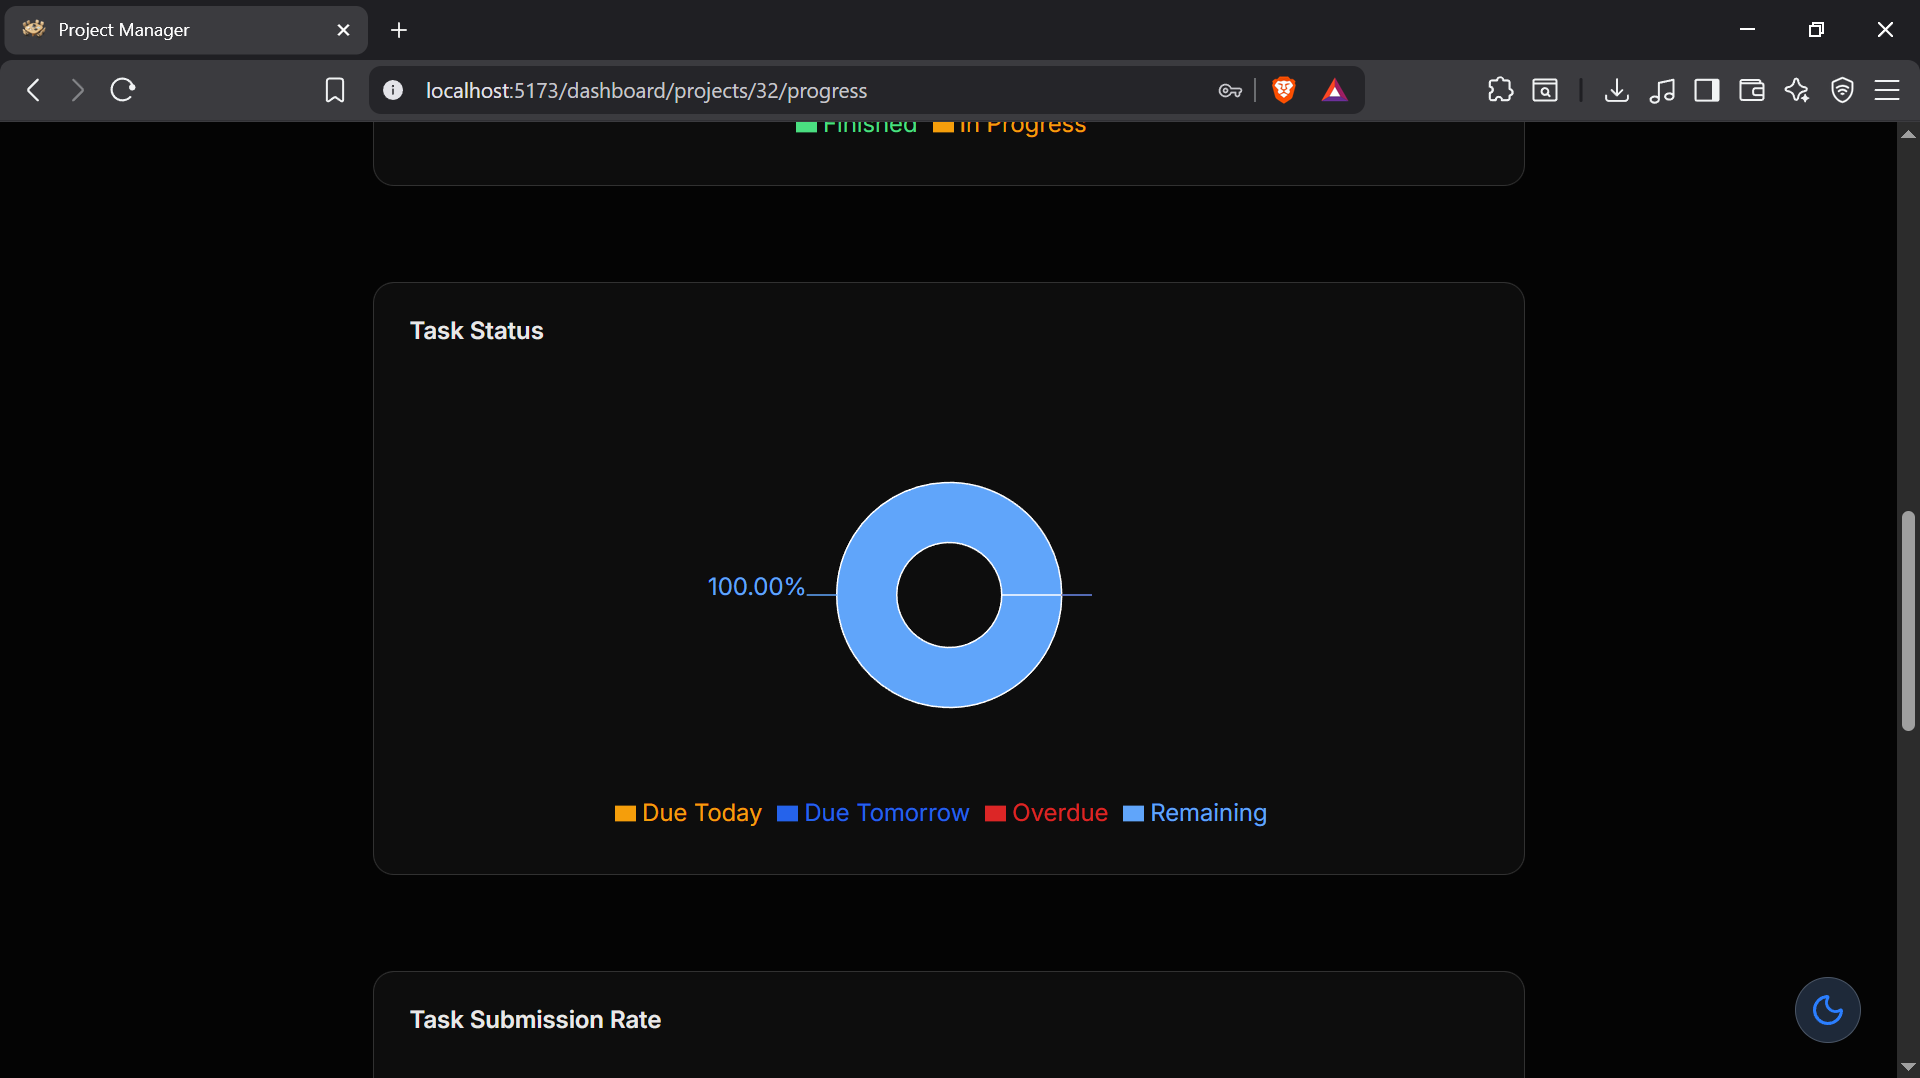 Project Manager
localhost:5173/dashboard/projects/32/progress
Finished In Progress
Task Status
100.00%
Due Today Due Tomorrow Overdue Remaining
Task Submission Rate